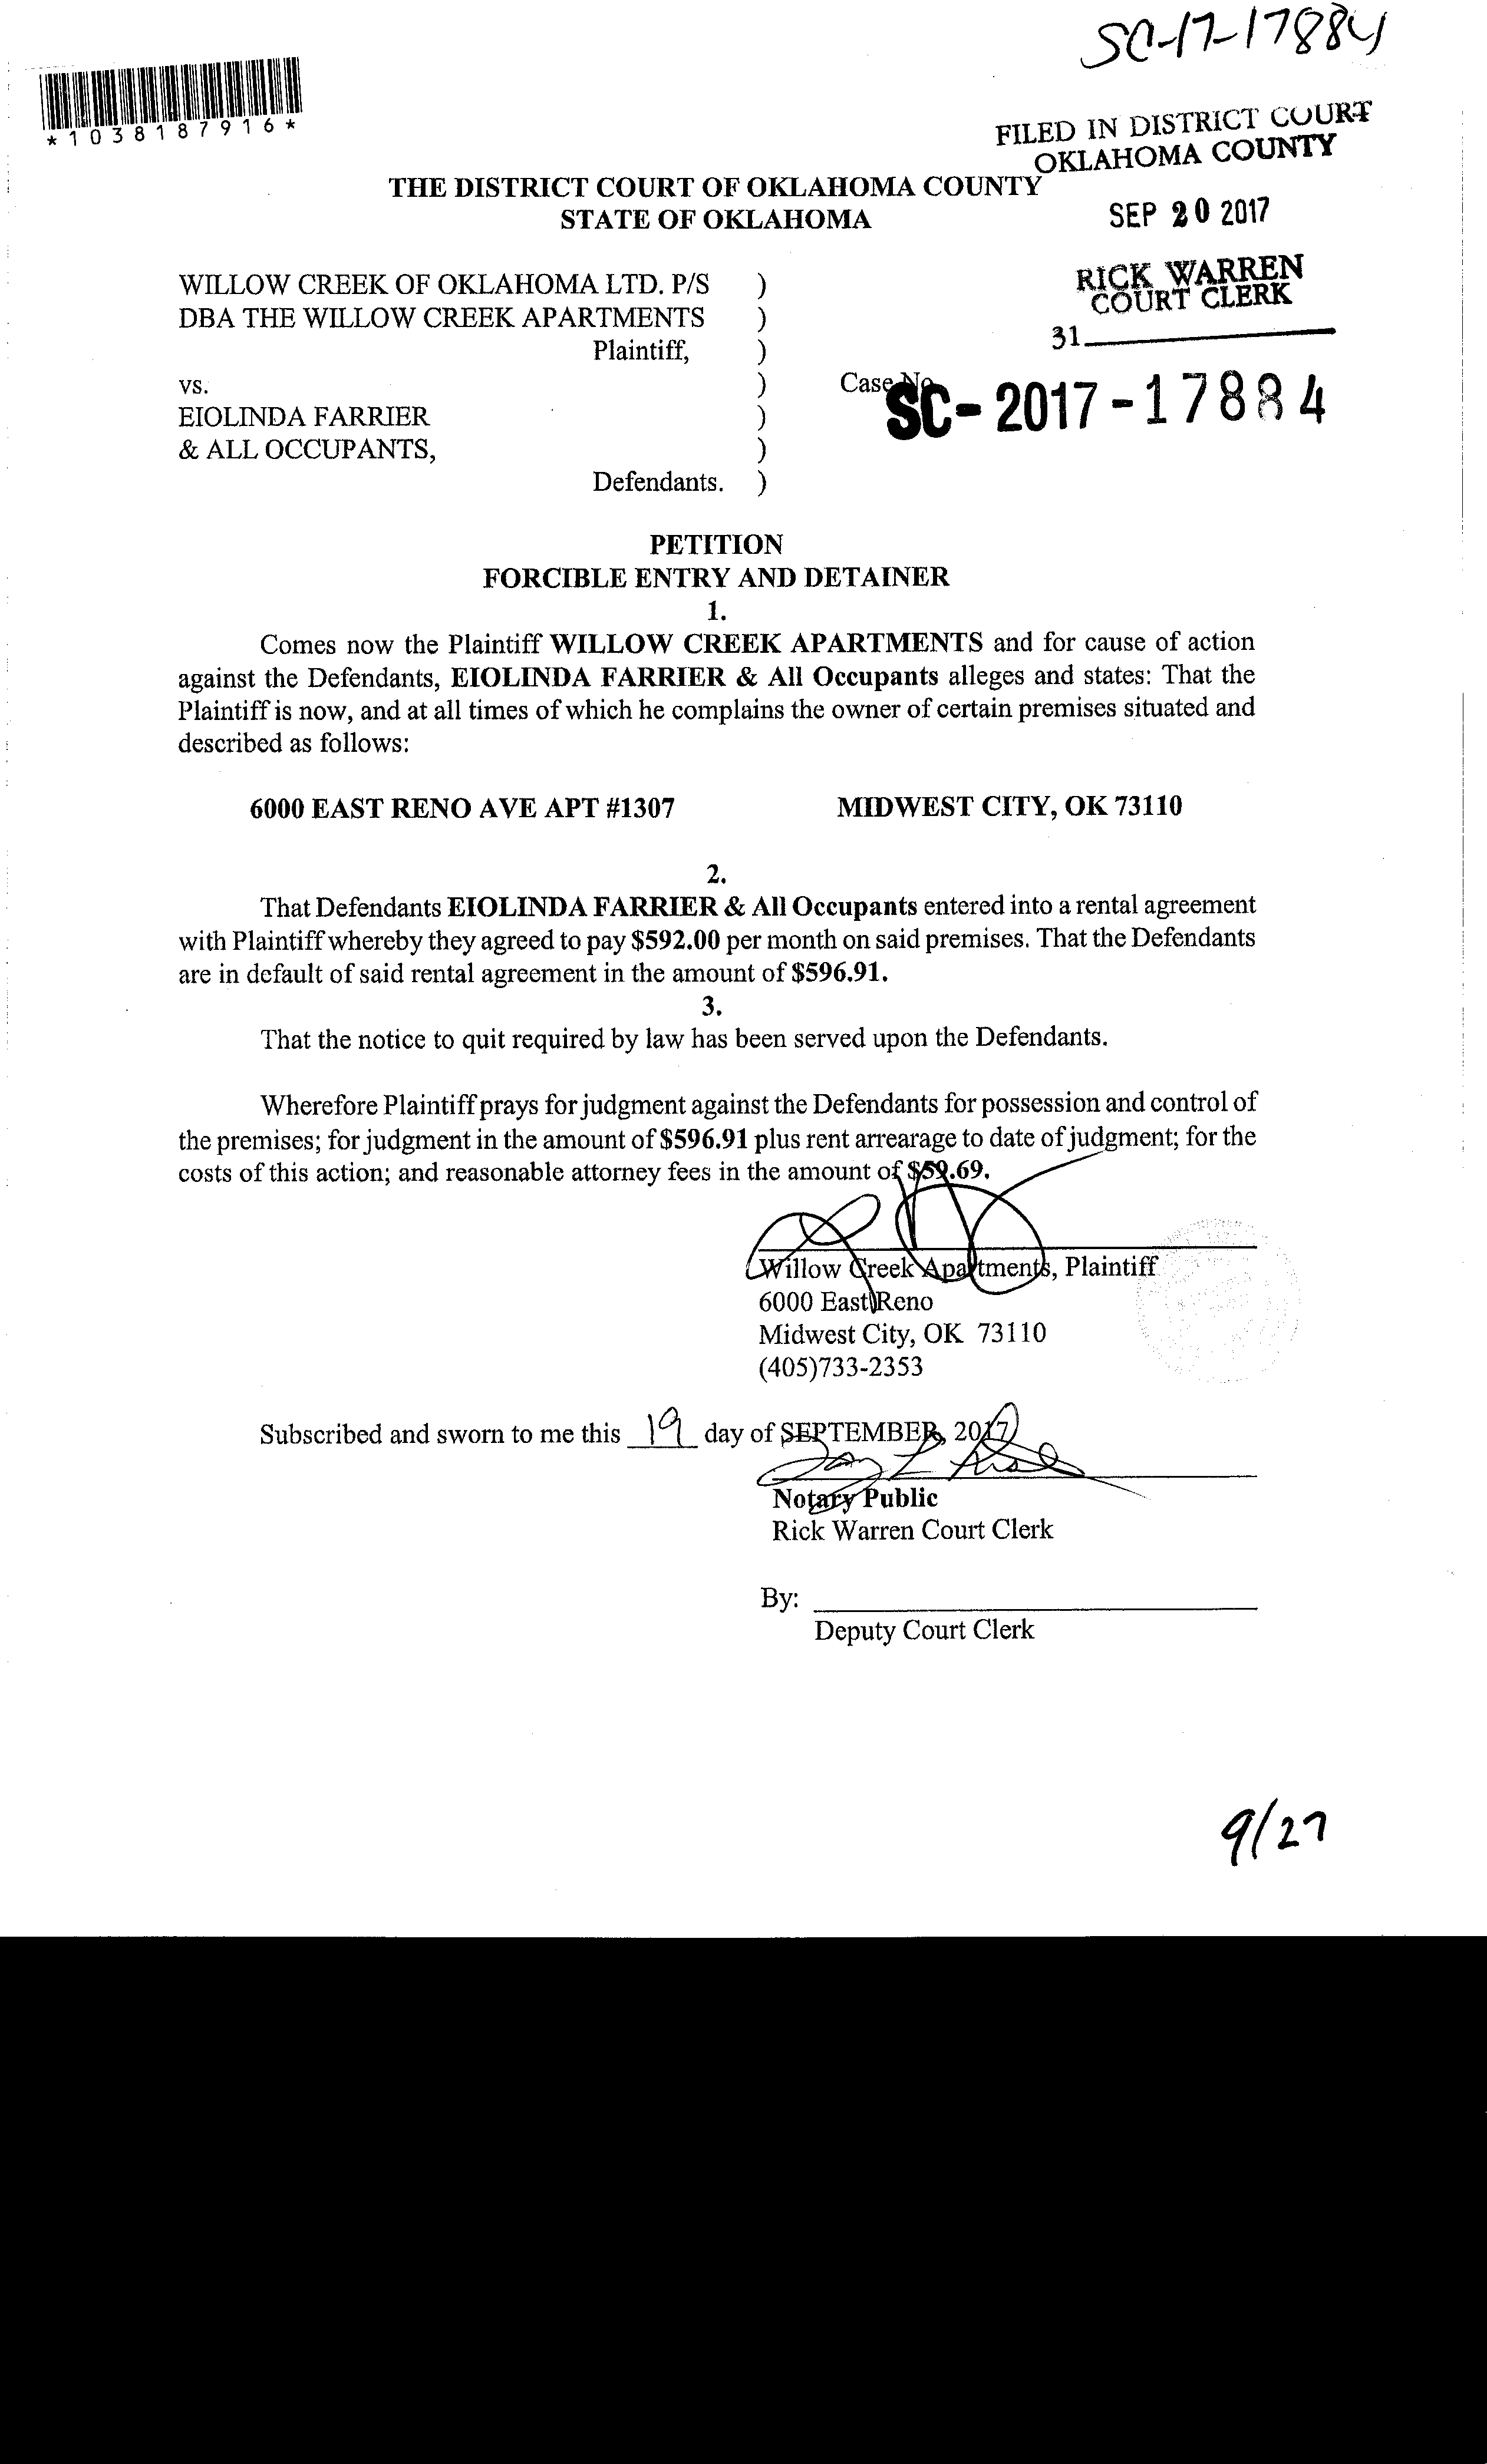 SC-17-17884
*1038187916*
FILED IN DISTRICT COURT
OKLAHOMA COUNTY
THE DISTRICT COURT OF OKLAHOMA COUNTY
STATE OF OKLAHOMA
SEP 20 2017
RICK WARREN
COURT CLERK
31
WILLOW CREEK OF OKLAHOMA LTD. P/S )
DBA THE WILLOW CREEK APARTMENTS )
Plaintiff, )
vs. ) Case No.
SC-2017-17884
EIOLINDA FARRIER )
& ALL OCCUPANTS, )
Defendants. )
PETITION
FORCIBLE ENTRY AND DETAINER
1.
Comes now the Plaintiff WILLOW CREEK APARTMENTS and for cause of action
against the Defendants, EIOLINDA FARRIER & All Occupants alleges and states: That the
Plaintiff is now, and at all times of which he complains the owner of certain premises situated and
described as follows:
6000 EAST RENO AVE APT #1307 MIDWEST CITY, OK 73110
2.
That Defendants EIOLINDA FARRIER & All Occupants entered into a rental agreement
with Plaintiff whereby they agreed to pay $592.00 per month on said premises. That the Defendants
are in default of said rental agreement in the amount of $596.91.
3.
That the notice to quit required by law has been served upon the Defendants.
Wherefore Plaintiff prays for judgment against the Defendants for possession and control of
the premises; for judgment in the amount of $596.91 plus rent arrearage to date of judgment; for the
costs of this action; and reasonable attorney fees in the amount of $59.69.
Willow Creek Apartments, Plaintiff
6000 East Reno
Midwest City, OK 73110
(405)733-2353
Subscribed and sworn to me this 19 day of SEPTEMBER, 2017
Notary Public
Rick Warren Court Clerk
By:
Deputy Court Clerk
9/27